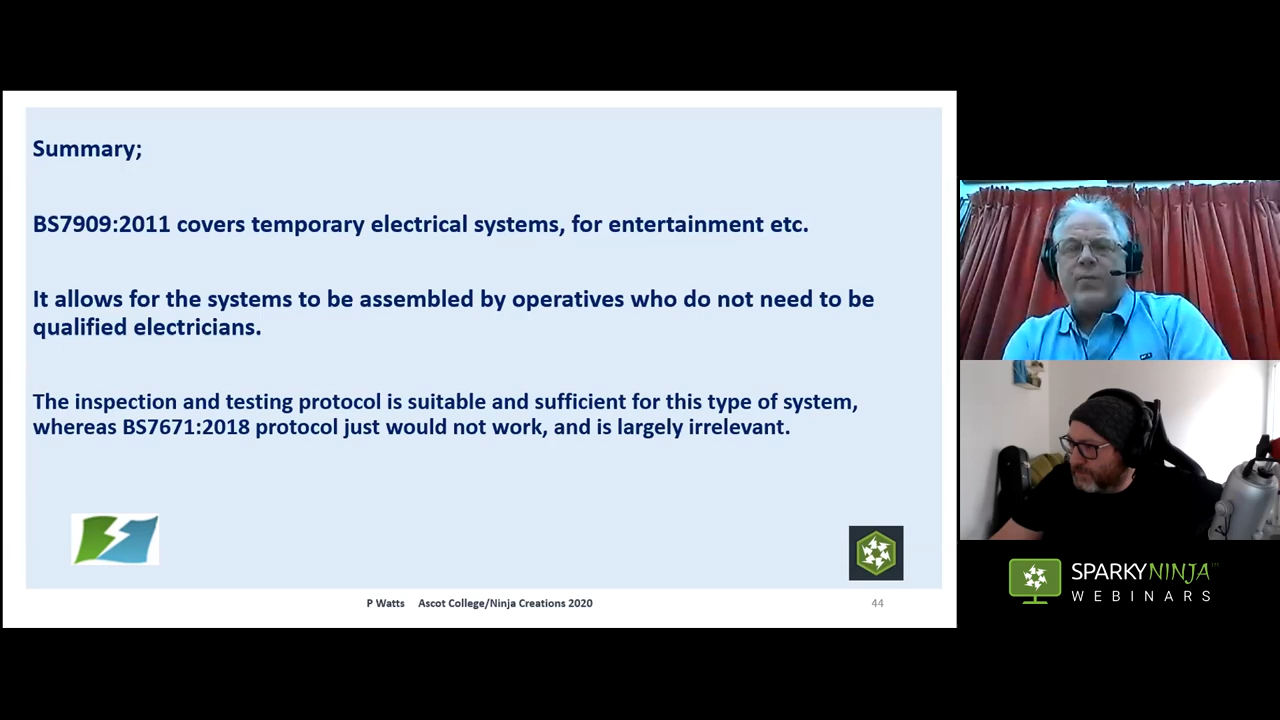 Summary;
BS7909:2011 covers temporary electrical systems, for entertainment etc.
It allows for the systems to be assembled by operatives who do not need to be
qualified electricians.
The inspection and testing protocol is suitable and sufficient for this type of system,
whereas BS7671:2018 protocol just would not work, and is largely irrelevant.
P Watts Ascot College/Ninja Creations 2020
44
SPARKYNINJA™
WEBINARS